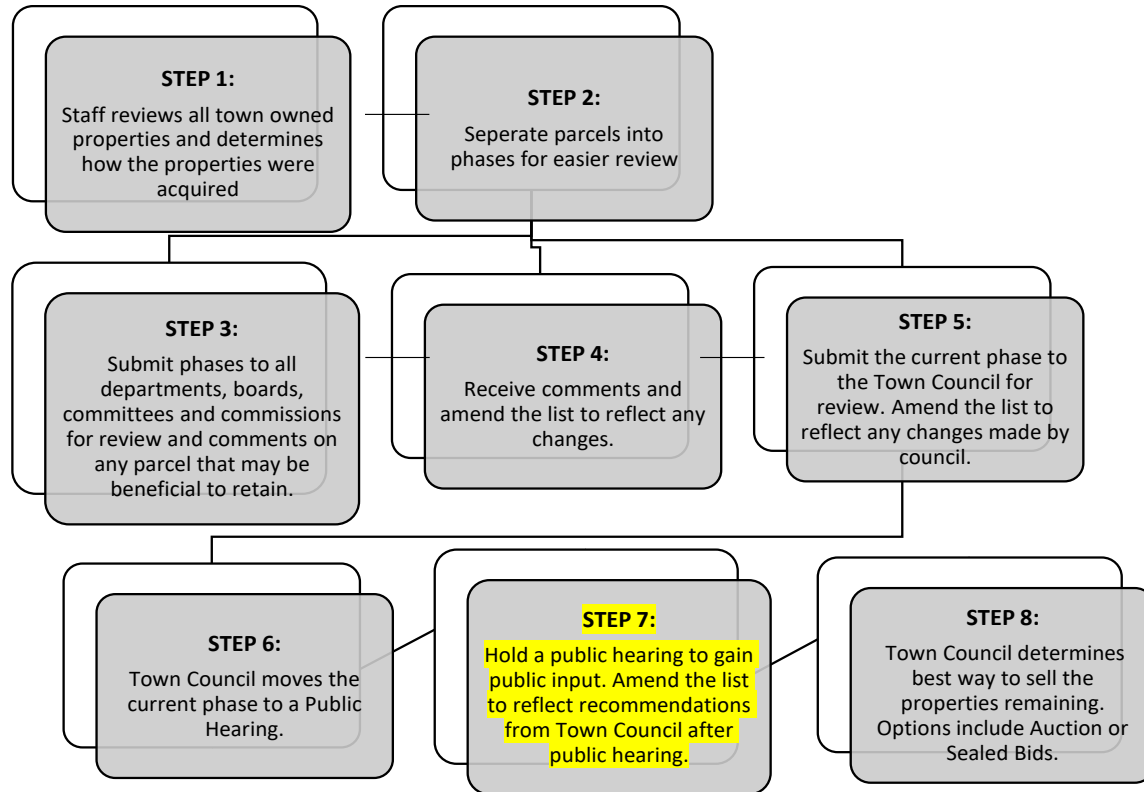 STEP 1:
Staff reviews all town owned
properties and determines
how the properties were
acquired
STEP 2:
Seperate parcels into
phases for easier review
STEP 3:
Submit phases to all
departments, boards,
committees and commissions
for review and comments on
any parcel that may be
beneficial to retain.
STEP 4:
Receive comments and
amend the list to reflect any
changes.
STEP 5:
Submit the current phase to
the Town Council for
review. Amend the list to
reflect any changes made by
council.
STEP 6:
Town Council moves the
current phase to a Public
Hearing.
STEP 7:
Hold a public hearing to gain
public input. Amend the list
to reflect recommendations
from Town Council after
public hearing.
STEP 8:
Town Council determines
best way to sell the
properties remaining.
Options include Auction or
Sealed Bids.